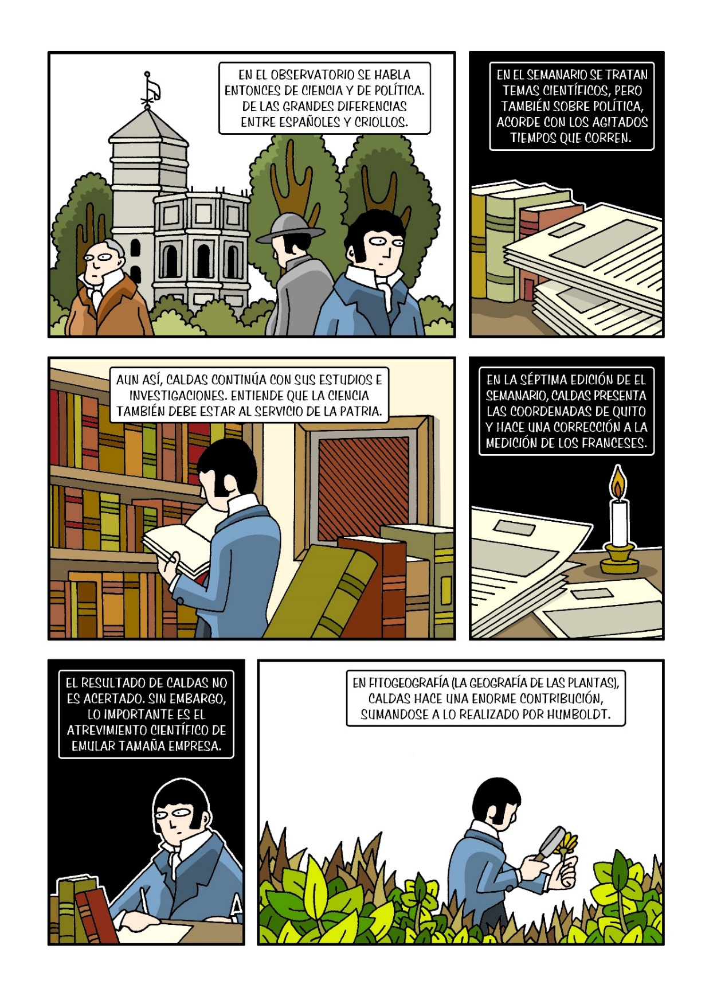 EN EL OBSERVATORIO SE HABLA
ENTONCES DE CIENCIA Y DE POLÍTICA.
DE LAS GRANDES DIFERENCIAS
ENTRE ESPAÑOLES Y CRIOLLOS.
EN EL SEMANARIO SE TRATAN
TEMAS CIENTÍFICOS, PERO
TAMBIÉN SOBRE POLÍTICA,
ACORDE CON LOS AGITADOS
TIEMPOS QUE CORREN.
AUN ASÍ, CALDAS CONTINÚA CON SUS ESTUDIOS E
INVESTIGACIONES. ENTIENDE QUE LA CIENCIA
TAMBIÉN DEBE ESTAR AL SERVICIO DE LA PATRIA.
EN LA SÉPTIMA EDICIÓN DE EL
SEMANARIO, CALDAS PRESENTA
LAS COORDENADAS DE QUITO
Y HACE UNA CORRECCIÓN A LA
MEDICIÓN DE LOS FRANCESES.
EL RESULTADO DE CALDAS NO
ES ACERTADO. SIN EMBARGO,
LO IMPORTANTE ES EL
ATREVIMIENTO CIENTÍFICO DE
EMULAR TAMAÑA EMPRESA.
EN FITOGEOGRAFÍA (LA GEOGRAFÍA DE LAS PLANTAS),
CALDAS HACE UNA ENORME CONTRIBUCIÓN,
SUMANDOSE A LO REALIZADO POR HUMBOLDT.